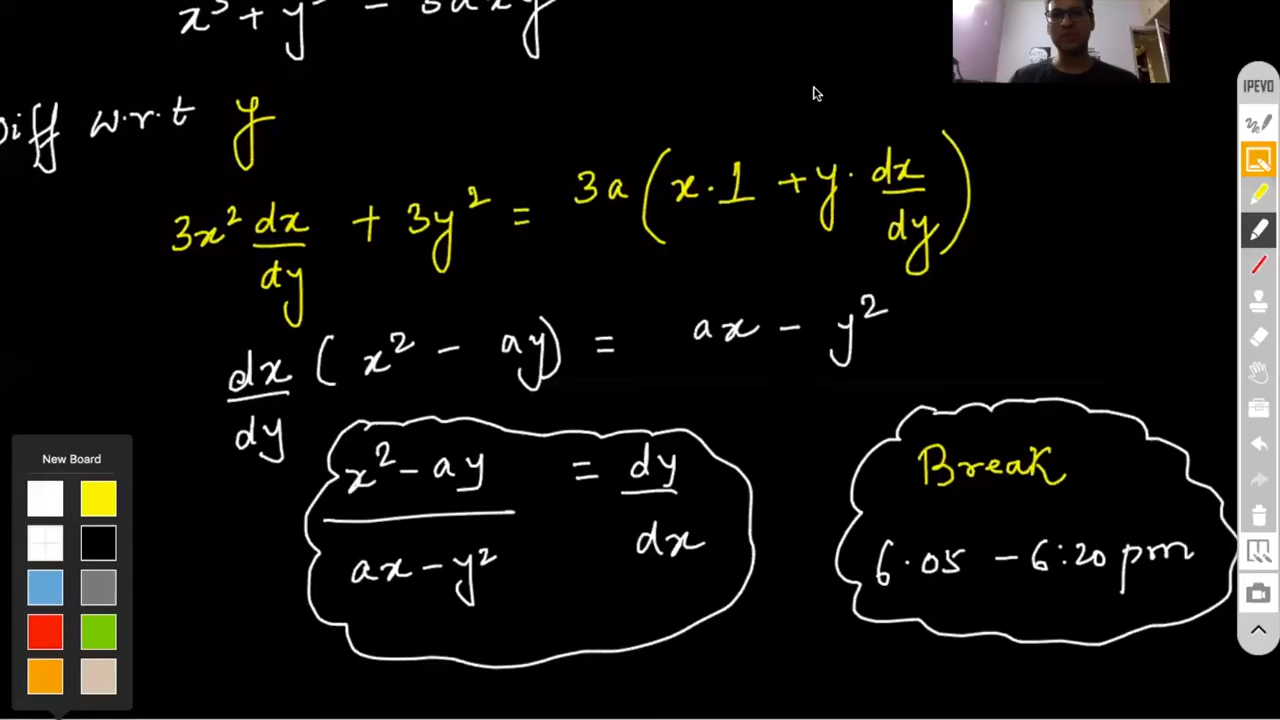 x³ + y³ = 3axy
IPEVO
Diff w.r.t y
3x² dx/dy + 3y² = 3a(x·1 + y·dx/dy)
dx/dy (x² - ay) = ax - y²
New Board
x² - ay / ax - y² = dy/dx
Break
6.05 - 6:20 pm